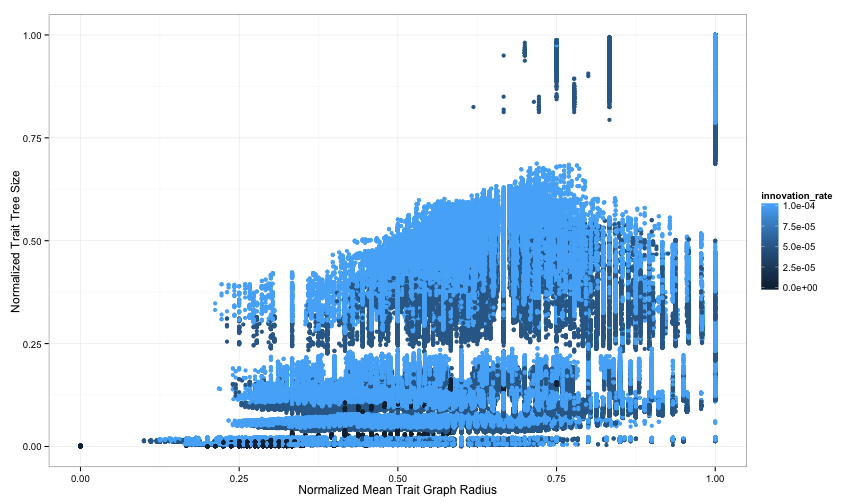 1.00
0.75
0.50
0.25
0.00
Normalized Trait Tree Size
0.00 0.25 0.50 0.75 1.00
Normalized Mean Trait Graph Radius
innovation_rate
1.0e-04
7.5e-05
5.0e-05
2.5e-05
0.0e+00